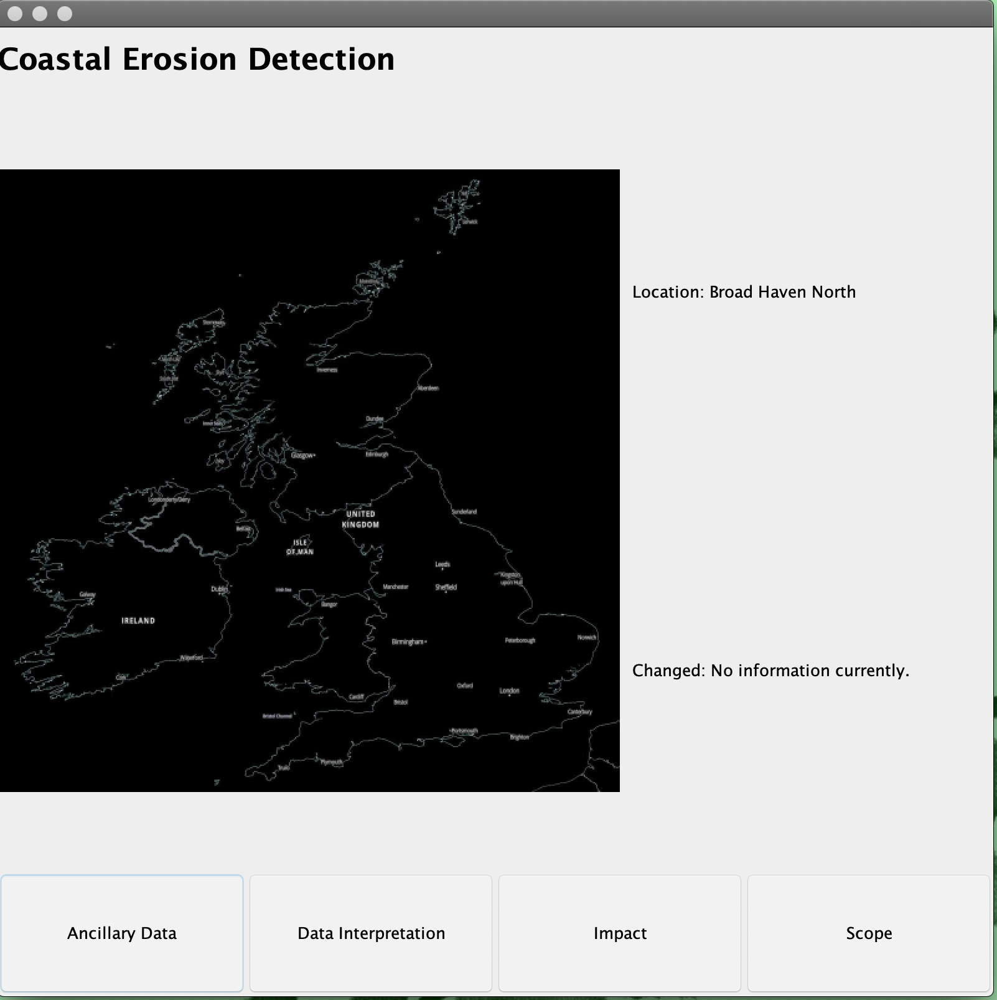 Coastal Erosion Detection
Lerwick
Location: Broad Haven North
Stornoway
Inverness
Aberdeen
Dundee
Glasgow
Edinburgh
Londonderry/Derry
Sunderland
UNITED
KINGDOM
Belfast
ISLE
OF MAN
Leeds
Kingston
upon Hull
Manchester
Sheffield
Dublin
Irish Sea
Galway
Bangor
IRELAND
Birmingham
Peterborough
Norwich
Waterford
Changed: No information currently.
Cork
Oxford
London
Cardiff
Bristol
Canterbury
Bristol Channel
Portsmouth
Brighton
Plymouth
Truro
Ancillary Data
Data Interpretation
Impact
Scope